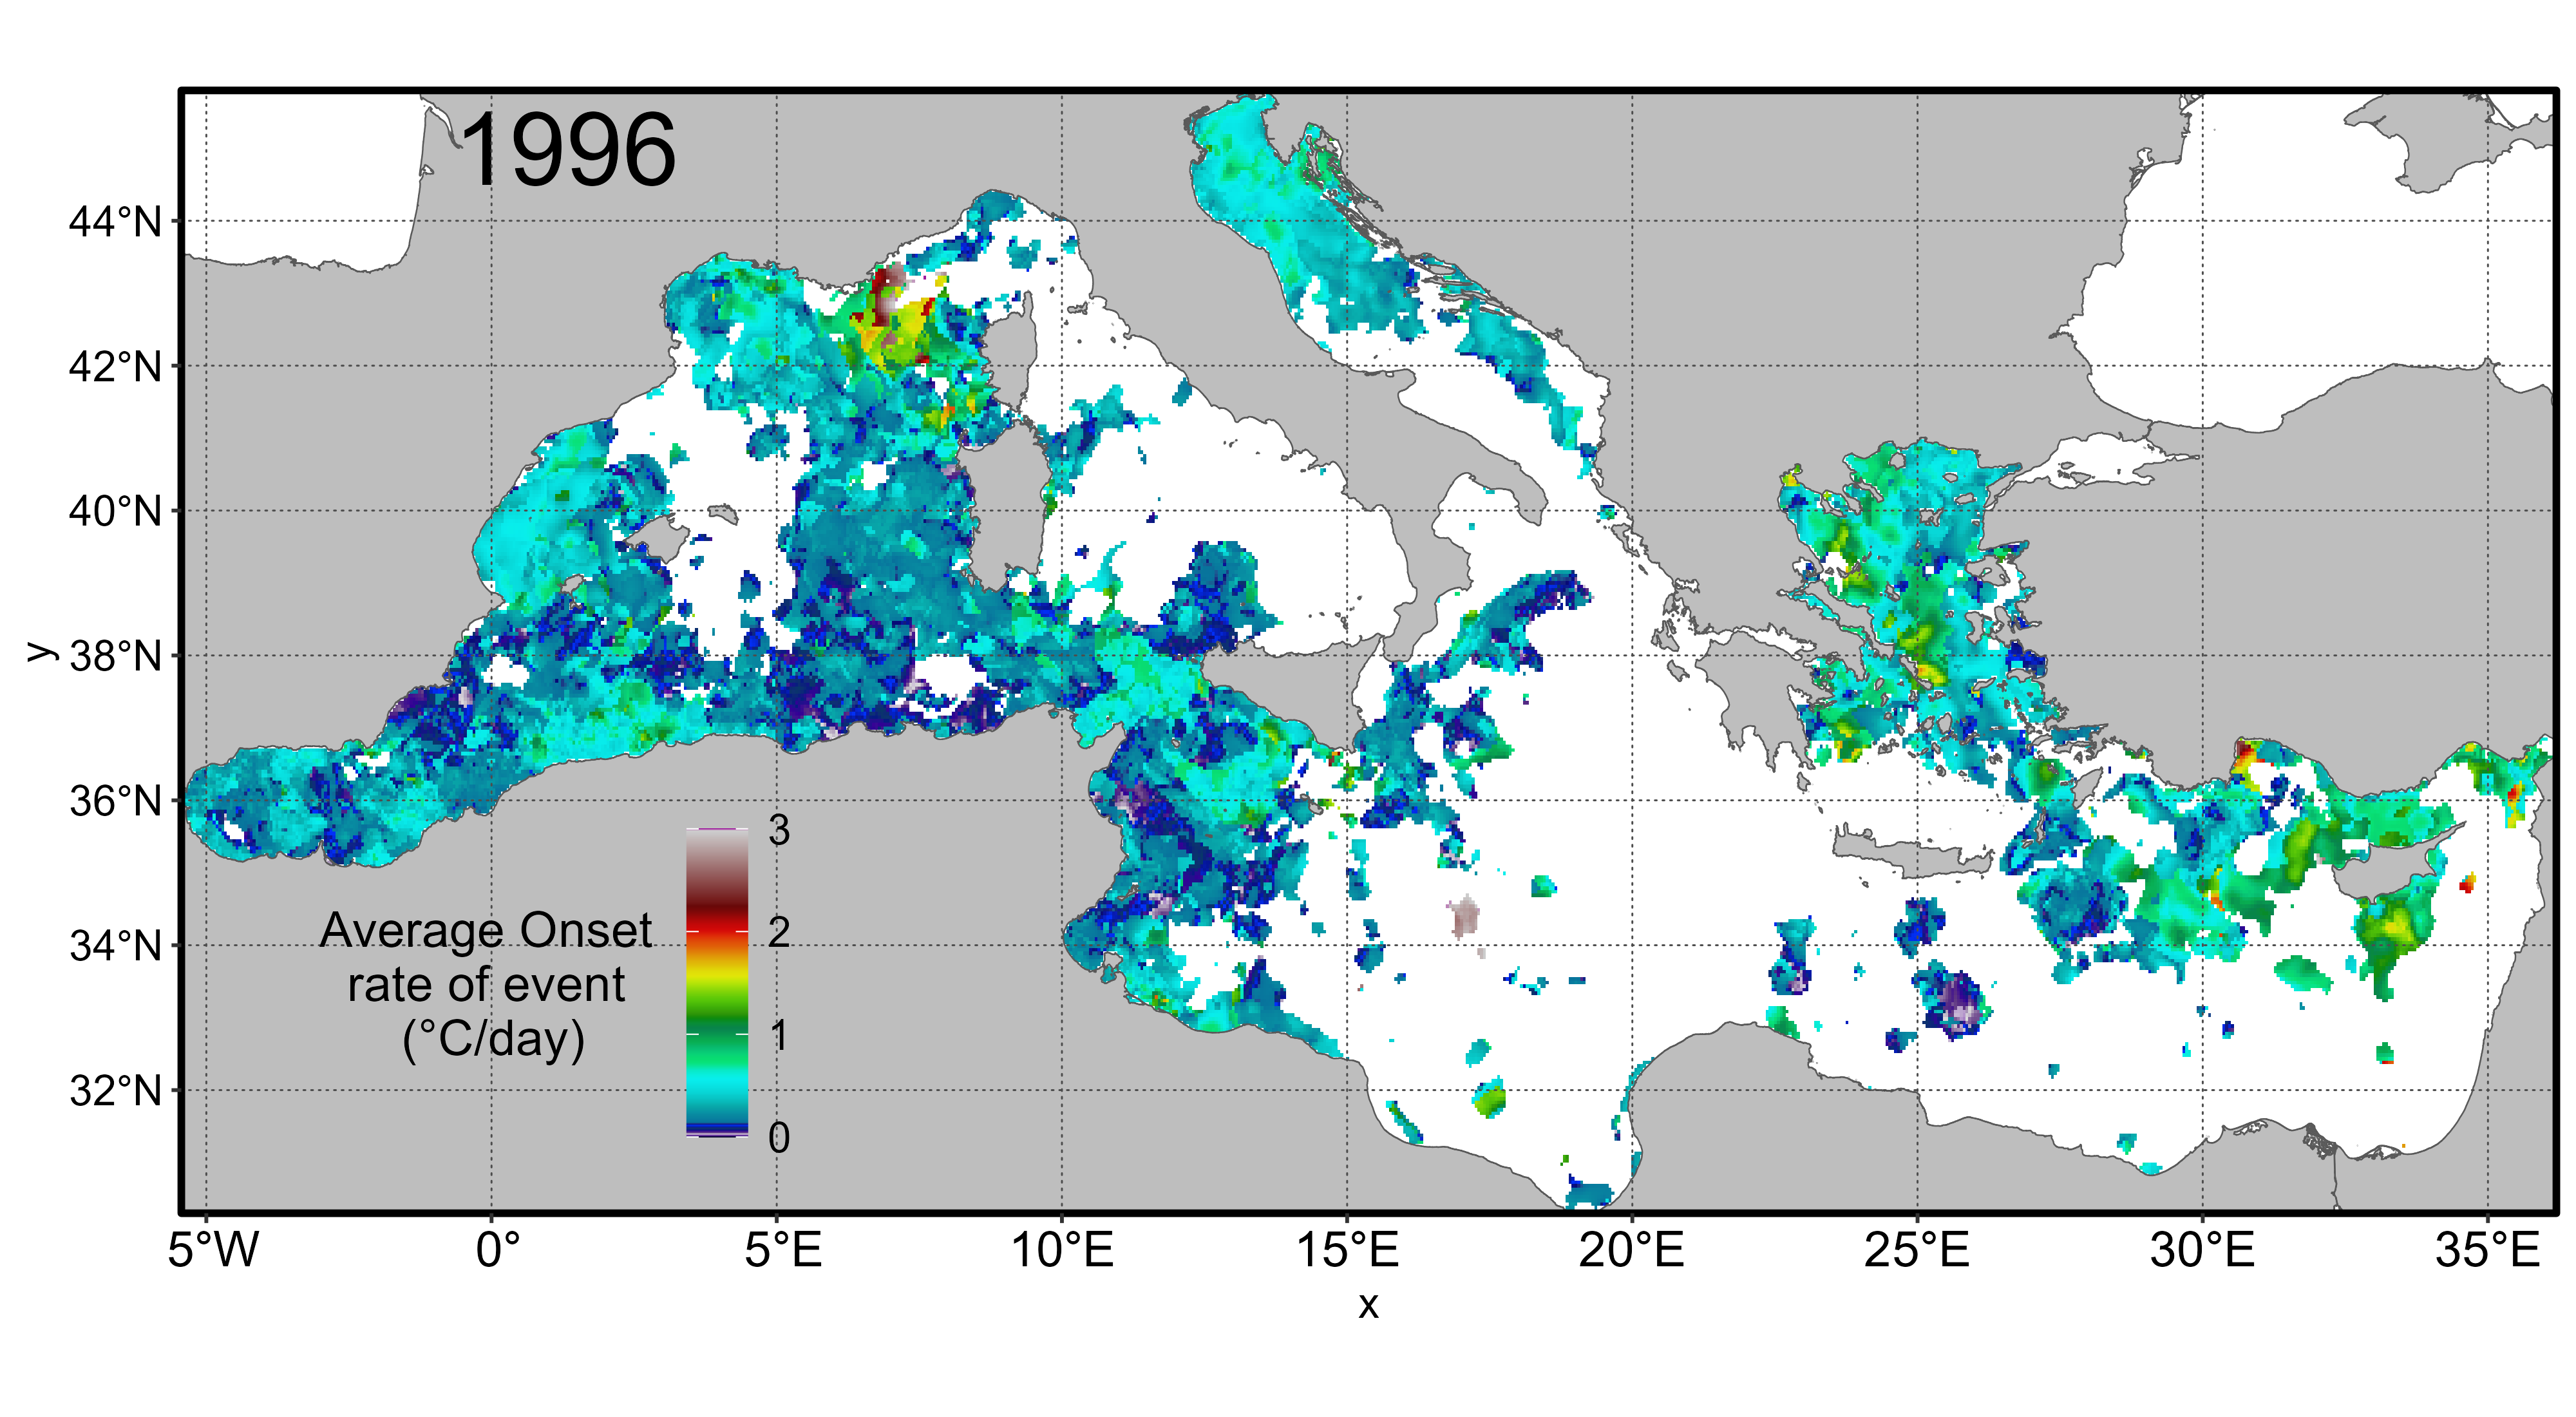 1996
44°N
42°N
40°N
38°N
36°N
34°N
32°N
y
Average Onset
rate of event
(°C/day)
3
2
1
0
5°W
0°
5°E
10°E
15°E
20°E
25°E
30°E
35°E
x